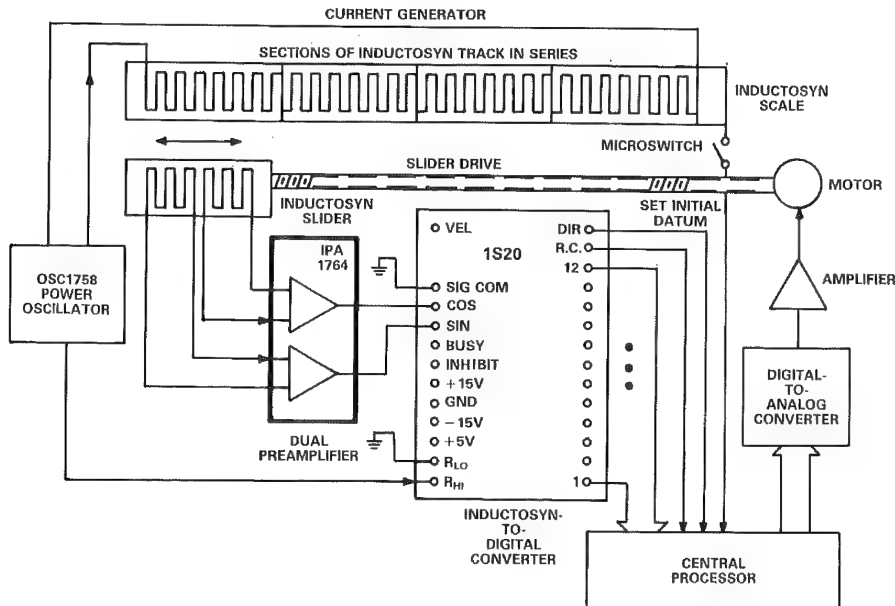 CURRENT GENERATOR
SECTIONS OF INDUCTOSYN TRACK IN SERIES
INDUCTOSYN
SCALE
MICROSWITCH
SLIDER DRIVE
MOTOR
INDUCTOSYN
SLIDER
SET INITIAL
DATUM
OSC1758
POWER
OSCILLATOR
IPA
1764
DUAL
PREAMPLIFIER
1S20
VEL
SIG COM
COS
SIN
BUSY
INHIBIT
+15V
GND
-15V
+5V
RLO
RHI
DIR
R.C.
12
1
INDUCTOSYN-
TO-
DIGITAL
CONVERTER
AMPLIFIER
DIGITAL-
TO-
ANALOG
CONVERTER
CENTRAL
PROCESSOR